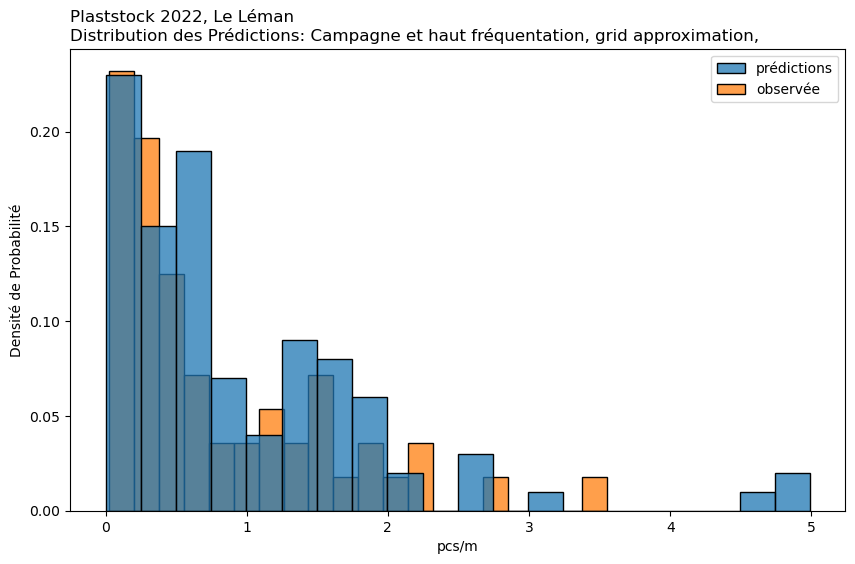 Plaststock 2022, Le Léman
Distribution des Prédictions: Campagne et haut fréquentation, grid approximation,
prédictions
observée
Densité de Probabilité
0.20
0.15
0.10
0.05
0.00
0 1 2 3 4 5
pcs/m